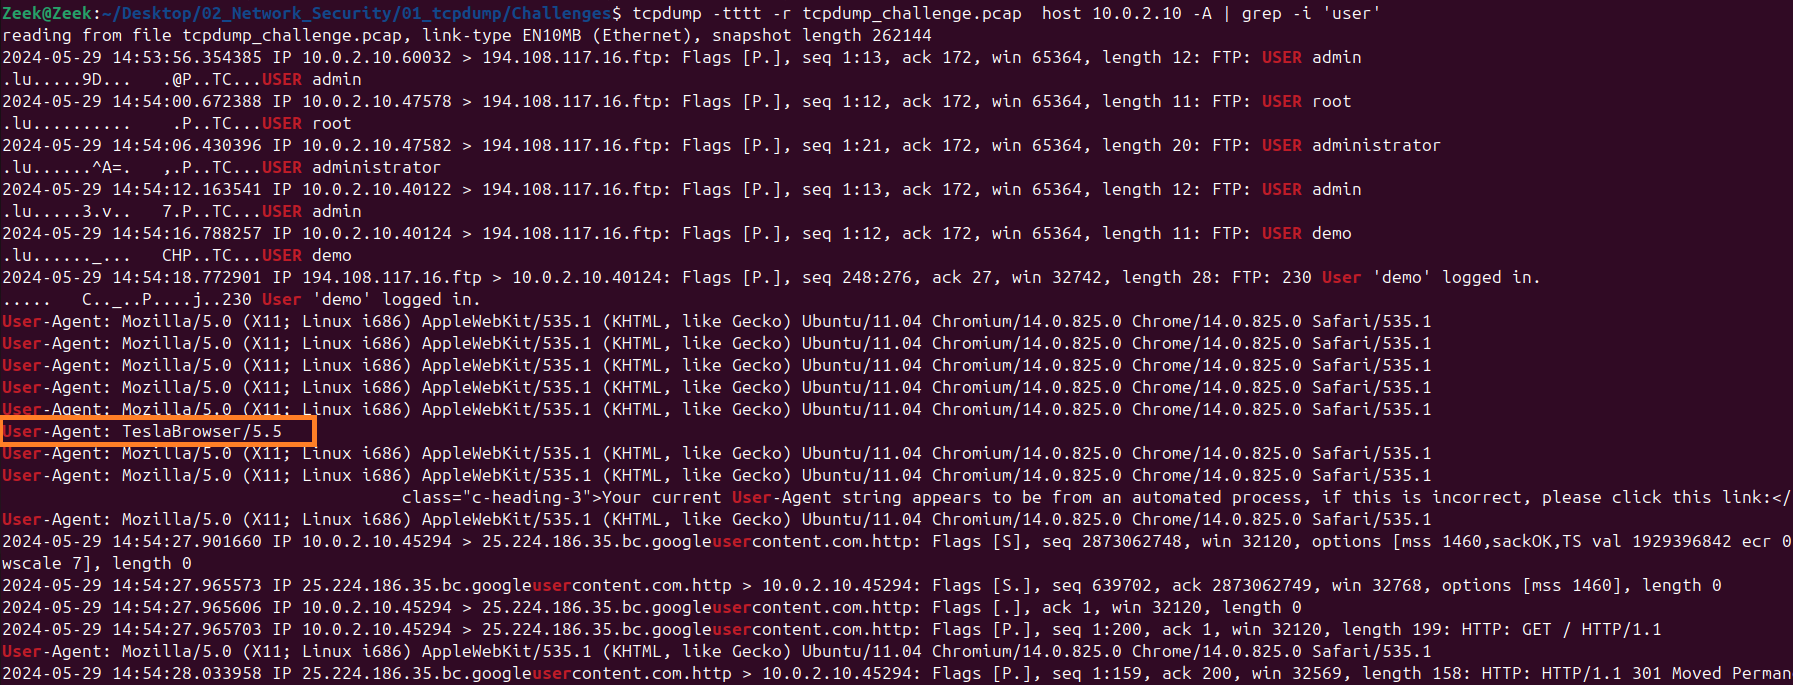 Zeek@Zeek:~/Desktop/02_Network_Security/01_tcpdump/Challenges$ tcpdump -tttt -r tcpdump_challenge.pcap  host 10.0.2.10 -A | grep -i 'user'
reading from file tcpdump_challenge.pcap, link-type EN10MB (Ethernet), snapshot length 262144
2024-05-29 14:53:56.354385 IP 10.0.2.10.60032 > 194.108.117.16.ftp: Flags [P.], seq 1:13, ack 172, win 65364, length 12: FTP: USER admin
.lu.....9D...   .@P..TC...USER admin
2024-05-29 14:54:00.672388 IP 10.0.2.10.47578 > 194.108.117.16.ftp: Flags [P.], seq 1:12, ack 172, win 65364, length 11: FTP: USER root
.lu..........    .P..TC...USER root
2024-05-29 14:54:06.430396 IP 10.0.2.10.47582 > 194.108.117.16.ftp: Flags [P.], seq 1:21, ack 172, win 65364, length 20: FTP: USER administrator
.lu......^A=.   ,.P..TC...USER administrator
2024-05-29 14:54:12.163541 IP 10.0.2.10.40122 > 194.108.117.16.ftp: Flags [P.], seq 1:13, ack 172, win 65364, length 12: FTP: USER admin
.lu.....3.v..   7.P..TC...USER admin
2024-05-29 14:54:16.788257 IP 10.0.2.10.40124 > 194.108.117.16.ftp: Flags [P.], seq 1:12, ack 172, win 65364, length 11: FTP: USER demo
.lu......_...   CHP..TC...USER demo
2024-05-29 14:54:18.772901 IP 194.108.117.16.ftp > 10.0.2.10.40124: Flags [P.], seq 248:276, ack 27, win 32742, length 28: FTP: 230 User 'demo' logged in.
.....   C.._..P....j..230 User 'demo' logged in.
User-Agent: Mozilla/5.0 (X11; Linux i686) AppleWebKit/535.1 (KHTML, like Gecko) Ubuntu/11.04 Chromium/14.0.825.0 Chrome/14.0.825.0 Safari/535.1
User-Agent: Mozilla/5.0 (X11; Linux i686) AppleWebKit/535.1 (KHTML, like Gecko) Ubuntu/11.04 Chromium/14.0.825.0 Chrome/14.0.825.0 Safari/535.1
User-Agent: Mozilla/5.0 (X11; Linux i686) AppleWebKit/535.1 (KHTML, like Gecko) Ubuntu/11.04 Chromium/14.0.825.0 Chrome/14.0.825.0 Safari/535.1
User-Agent: Mozilla/5.0 (X11; Linux i686) AppleWebKit/535.1 (KHTML, like Gecko) Ubuntu/11.04 Chromium/14.0.825.0 Chrome/14.0.825.0 Safari/535.1
User-Agent: Mozilla/5.0 (X11; Linux i686) AppleWebKit/535.1 (KHTML, like Gecko) Ubuntu/11.04 Chromium/14.0.825.0 Chrome/14.0.825.0 Safari/535.1
User-Agent: TeslaBrowser/5.5
User-Agent: Mozilla/5.0 (X11; Linux i686) AppleWebKit/535.1 (KHTML, like Gecko) Ubuntu/11.04 Chromium/14.0.825.0 Chrome/14.0.825.0 Safari/535.1
User-Agent: Mozilla/5.0 (X11; Linux i686) AppleWebKit/535.1 (KHTML, like Gecko) Ubuntu/11.04 Chromium/14.0.825.0 Chrome/14.0.825.0 Safari/535.1
class="c-heading-3">Your current User-Agent string appears to be from an automated process, if this is incorrect, please click this link:</
User-Agent: Mozilla/5.0 (X11; Linux i686) AppleWebKit/535.1 (KHTML, like Gecko) Ubuntu/11.04 Chromium/14.0.825.0 Chrome/14.0.825.0 Safari/535.1
2024-05-29 14:54:27.901660 IP 10.0.2.10.45294 > 25.224.186.35.bc.googleusercontent.com.http: Flags [S], seq 2873062748, win 32120, options [mss 1460,sackOK,TS val 1929396842 ecr 0
wscale 7], length 0
2024-05-29 14:54:27.965573 IP 25.224.186.35.bc.googleusercontent.com.http > 10.0.2.10.45294: Flags [S.], seq 639702, ack 2873062749, win 32768, options [mss 1460], length 0
2024-05-29 14:54:27.965606 IP 10.0.2.10.45294 > 25.224.186.35.bc.googleusercontent.com.http: Flags [.], ack 1, win 32120, length 0
2024-05-29 14:54:27.965703 IP 10.0.2.10.45294 > 25.224.186.35.bc.googleusercontent.com.http: Flags [P.], seq 1:200, ack 1, win 32120, length 199: HTTP: GET / HTTP/1.1
User-Agent: Mozilla/5.0 (X11; Linux i686) AppleWebKit/535.1 (KHTML, like Gecko) Ubuntu/11.04 Chromium/14.0.825.0 Chrome/14.0.825.0 Safari/535.1
2024-05-29 14:54:28.033958 IP 25.224.186.35.bc.googleusercontent.com.http > 10.0.2.10.45294: Flags [P.], seq 1:159, ack 200, win 32569, length 158: HTTP: HTTP/1.1 301 Moved Perman